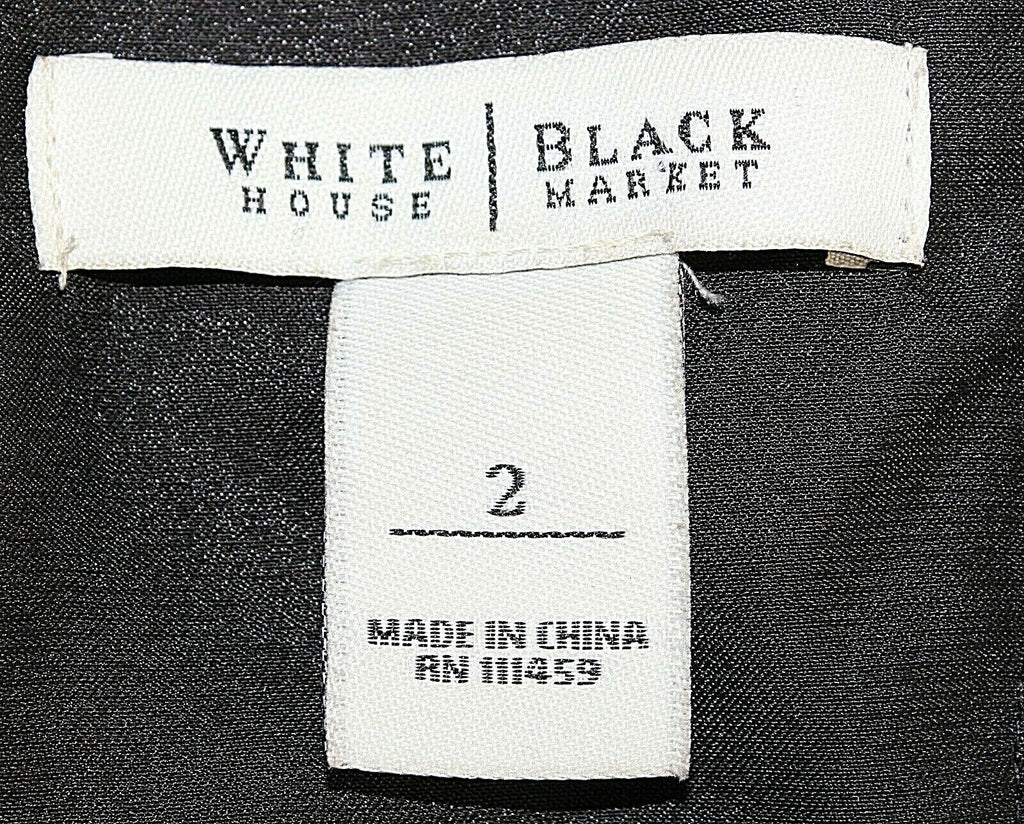 WHITE | BLACK
HOUSE | MARKET
2
MADE IN CHINA
RN 111459